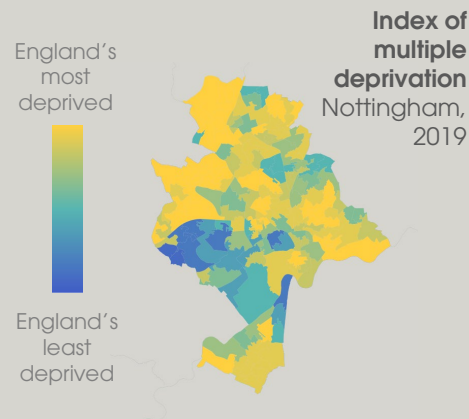 Index of
multiple
deprivation
Nottingham,
2019
England's
most
deprived
England's
least
deprived